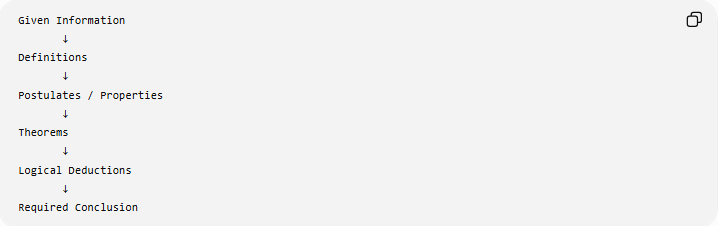 Given Information
↓
Definitions
↓
Postulates / Properties
↓
Theorems
↓
Logical Deductions
↓
Required Conclusion